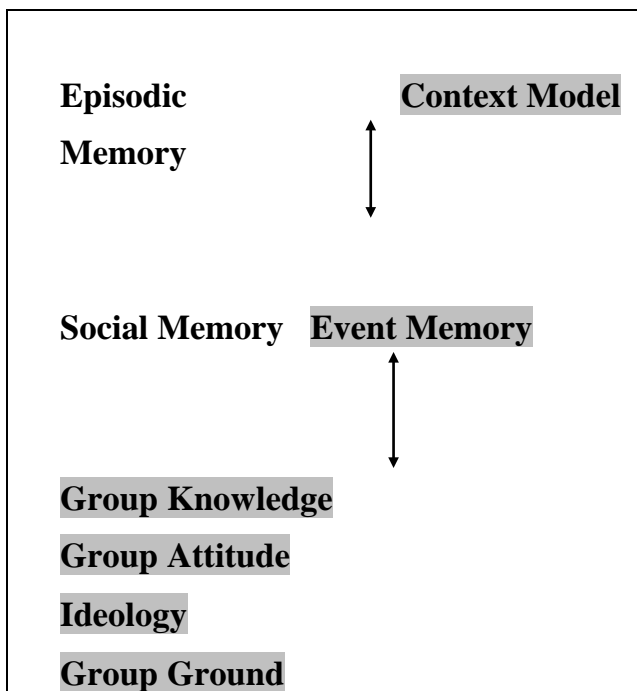 Episodic Context Model
Memory
Social Memory Event Memory
Group Knowledge
Group Attitude
Ideology
Group Ground